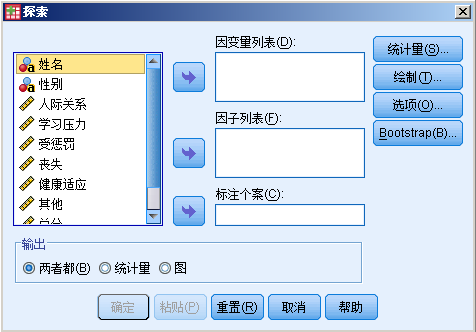 探索
因变量列表(D):
姓名
性别
人际关系
学习压力
受惩罚
丧失
健康适应
其他
总分
因子列表(F):
标注个案(C):
统计量(S)...
绘制(T)...
选项(O)...
Bootstrap(B)...
输出
两者都(B) 统计量 图
确定 粘贴(P) 重置(R) 取消 帮助